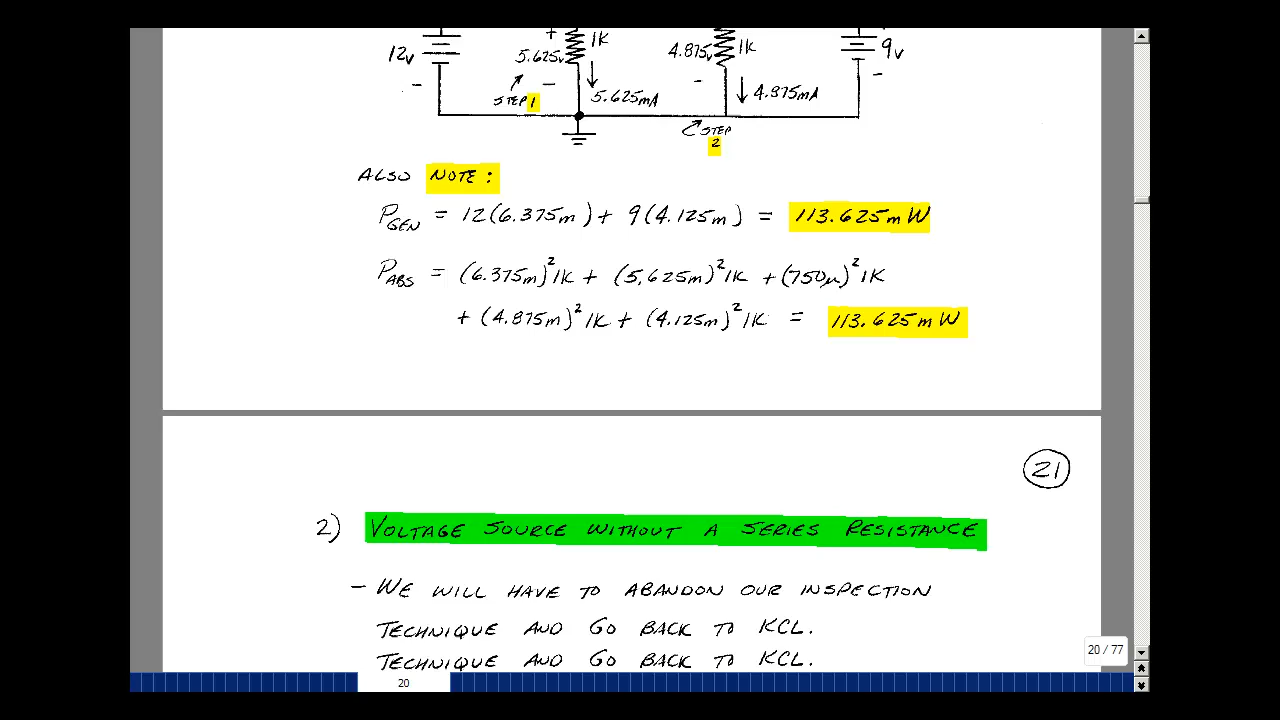 12v + 5.625v 1K 4.875v 1K 9v
- STEP 1 - 5.625mA - 4.875mA -
STEP
2
ALSO NOTE:
P_GEN = 12(6.375m) + 9(4.125m) = 113.625mW
P_ABS = (6.375m)²1K + (5.625m)²1K + (750μ)²1K
+ (4.875m)²1K + (4.125m)²1K = 113.625mW
21
2) VOLTAGE SOURCE WITHOUT A SERIES RESISTANCE
- WE WILL HAVE TO ABANDON OUR INSPECTION
TECHNIQUE AND GO BACK TO KCL.
TECHNIQUE AND GO BACK TO KCL.
20 / 77
20